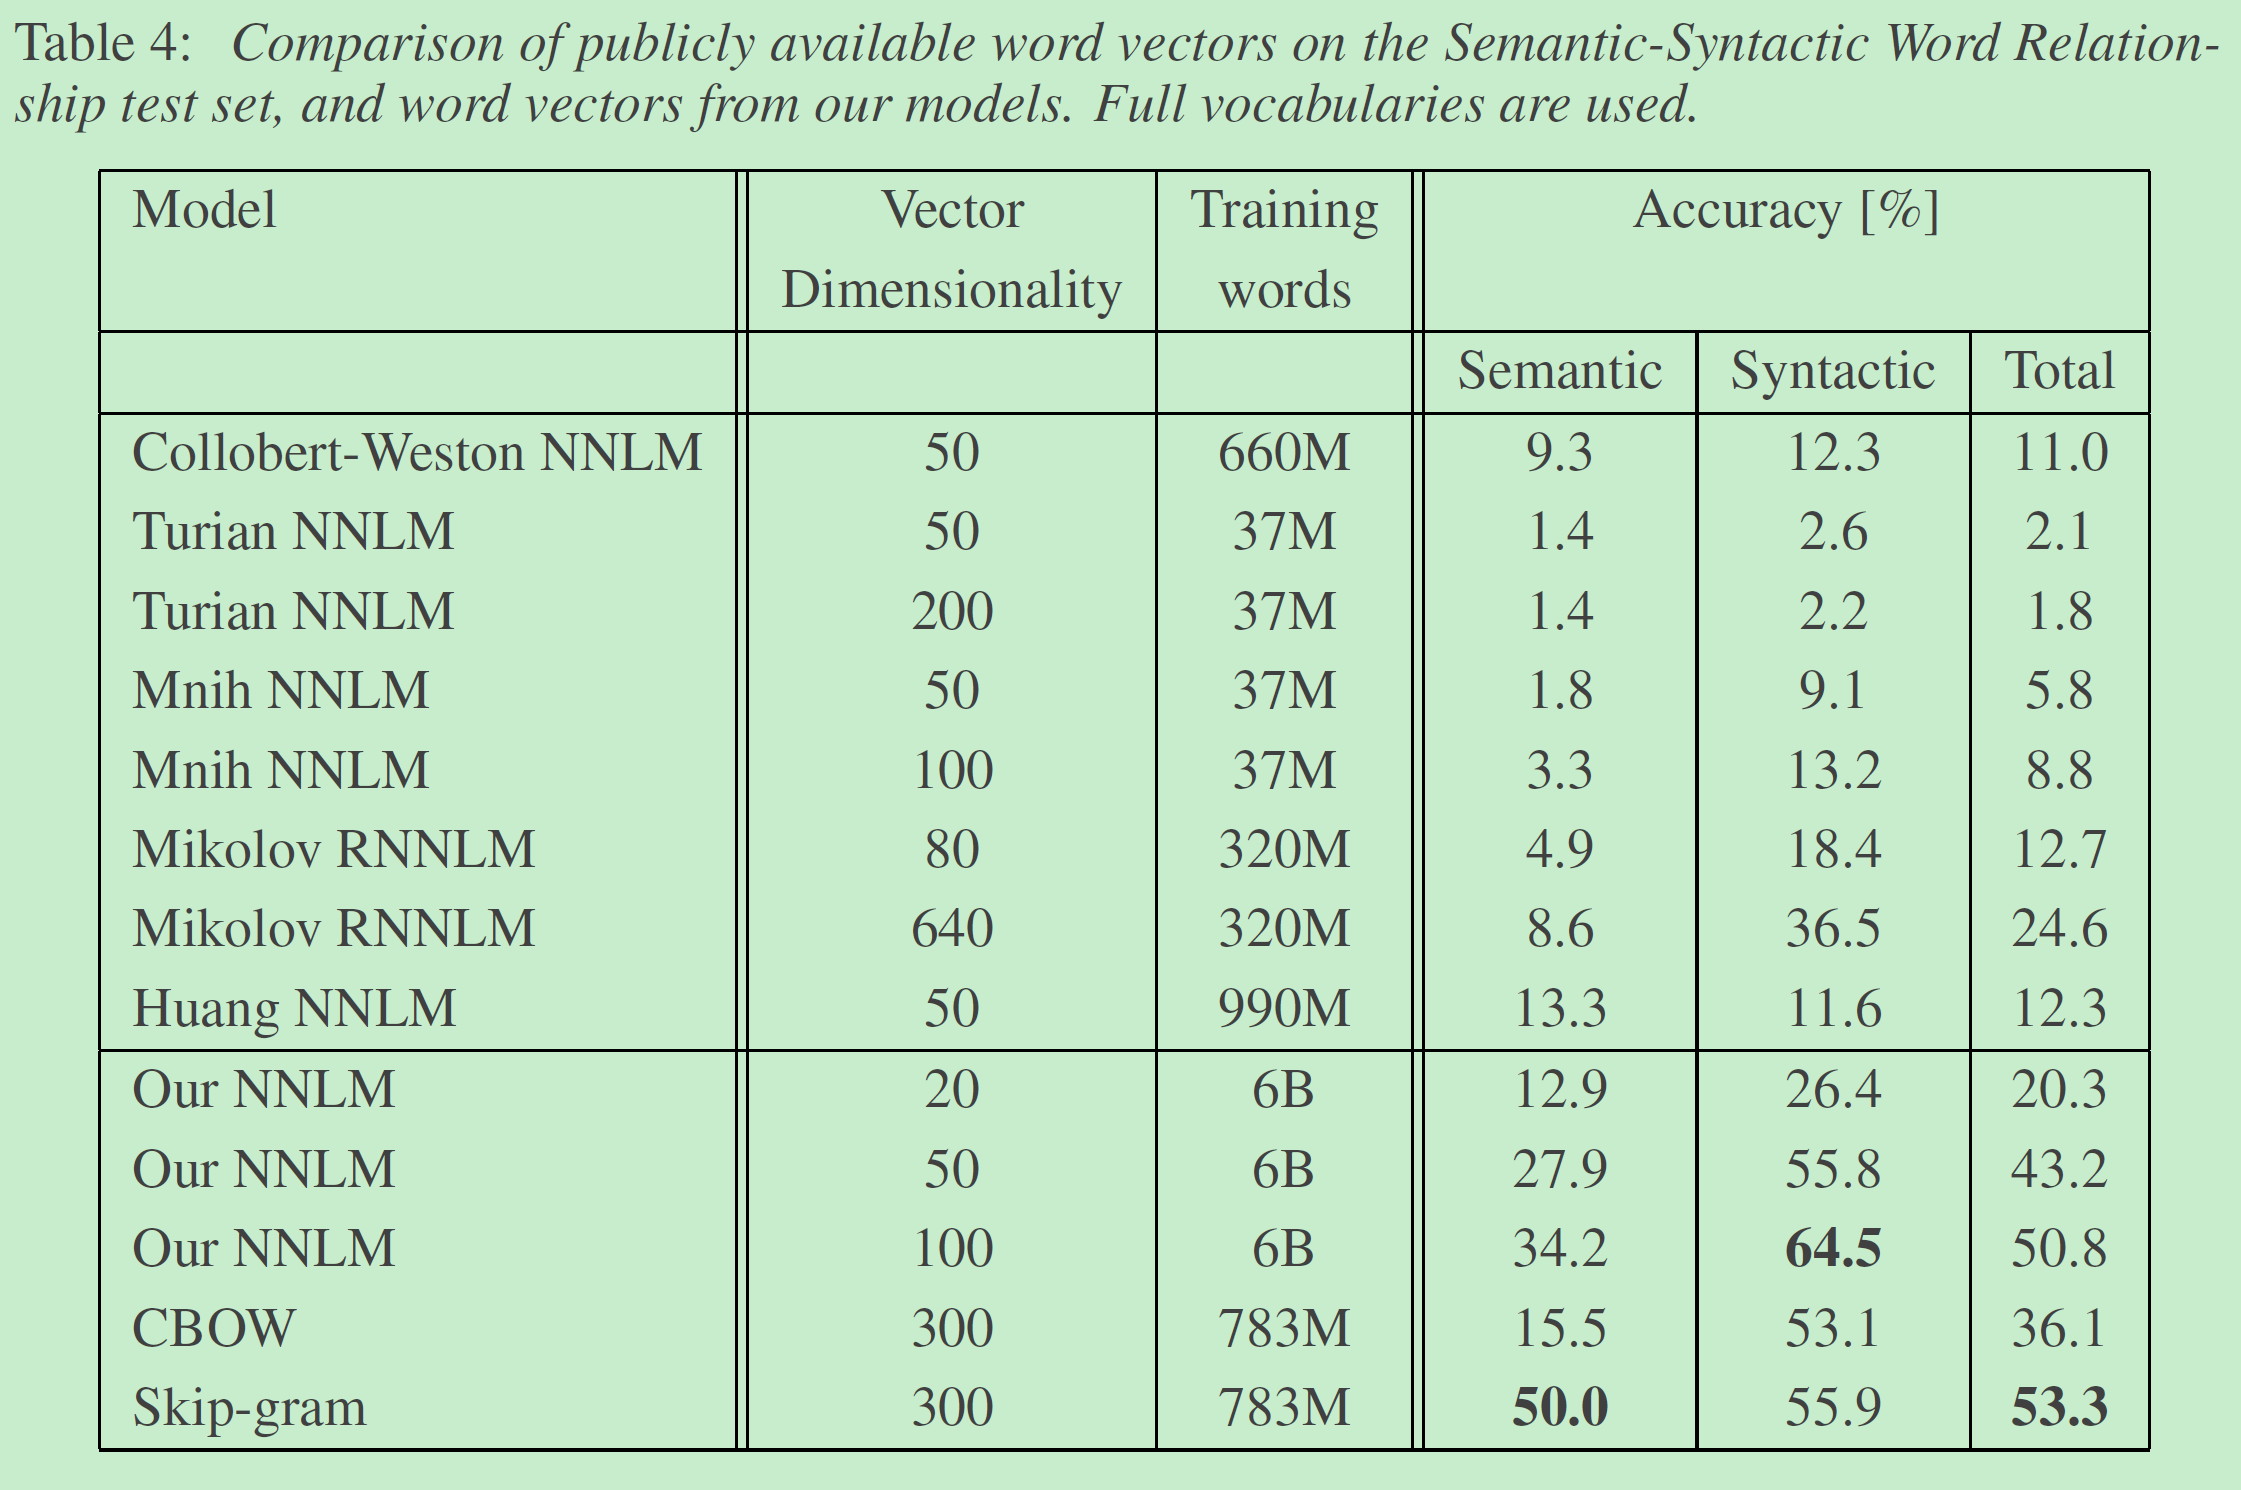 Table 4: Comparison of publicly available word vectors on the Semantic-Syntactic Word Relation-
ship test set, and word vectors from our models. Full vocabularies are used.
Model Vector Training Accuracy [%]
Dimensionality words
Semantic Syntactic Total
Collobert-Weston NNLM 50 660M 9.3 12.3 11.0
Turian NNLM 50 37M 1.4 2.6 2.1
Turian NNLM 200 37M 1.4 2.2 1.8
Mnih NNLM 50 37M 1.8 9.1 5.8
Mnih NNLM 100 37M 3.3 13.2 8.8
Mikolov RNNLM 80 320M 4.9 18.4 12.7
Mikolov RNNLM 640 320M 8.6 36.5 24.6
Huang NNLM 50 990M 13.3 11.6 12.3
Our NNLM 20 6B 12.9 26.4 20.3
Our NNLM 50 6B 27.9 55.8 43.2
Our NNLM 100 6B 34.2 64.5 50.8
CBOW 300 783M 15.5 53.1 36.1
Skip-gram 300 783M 50.0 55.9 53.3